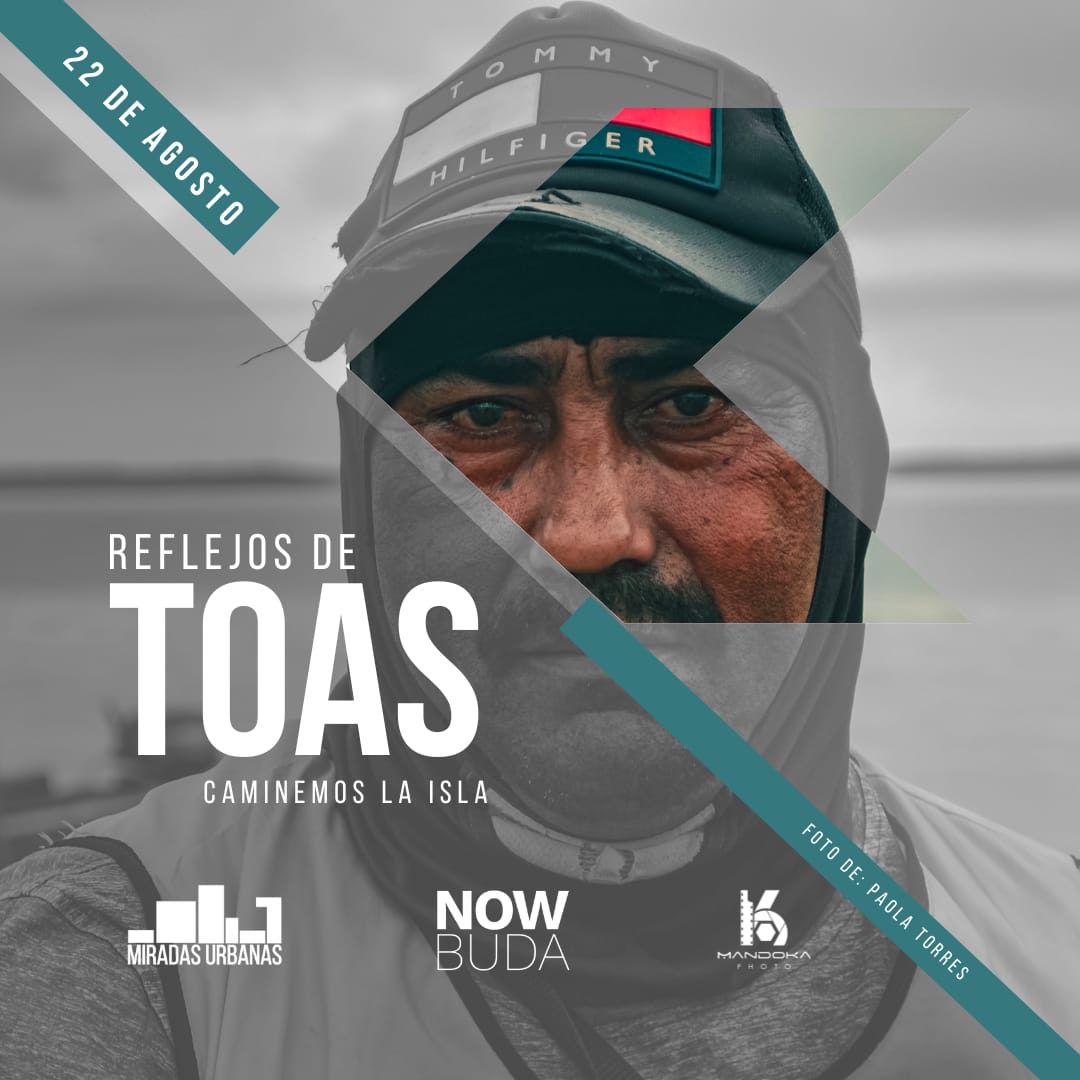 22 DE AGOSTO
TOMMY
HILFIGER
REFLEJOS DE
TOAS
CAMINEMOS LA ISLA
FOTO DE: PAOLA TORRES
MIRADAS URBANAS
NOW
BUDA
MANDOKA
PHOTO